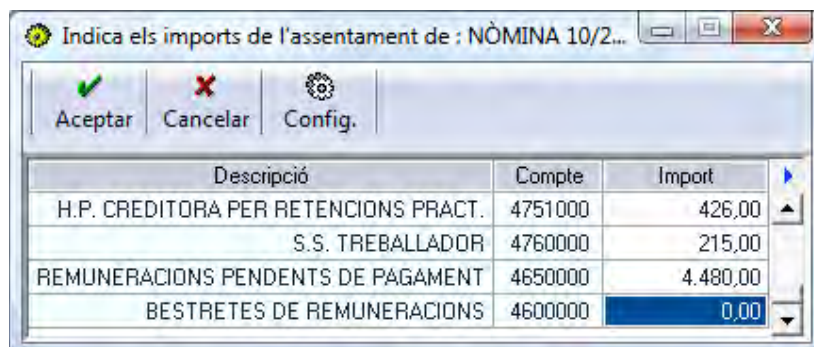 Indica els imports de l'assentament de : NÒMINA 10/2...
Aceptar Cancelar Config.
Descripció Compte Import
H.P. CREDITORA PER RETENCIONS PRACT. 4751000 426,00
S.S. TREBALLADOR 4760000 215,00
REMUNERACIONS PENDENTS DE PAGAMENT 4650000 4.480,00
BESTRETES DE REMUNERACIONS 4600000 0,00